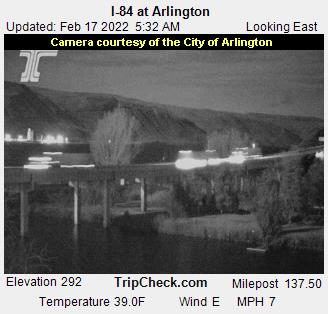 I-84 at Arlington
Updated: Feb 17 2022 5:32 AM Looking East
Camera courtesy of the City of Arlington
Elevation 292 TripCheck.com Milepost 137.50
Temperature 39.0F Wind E MPH 7